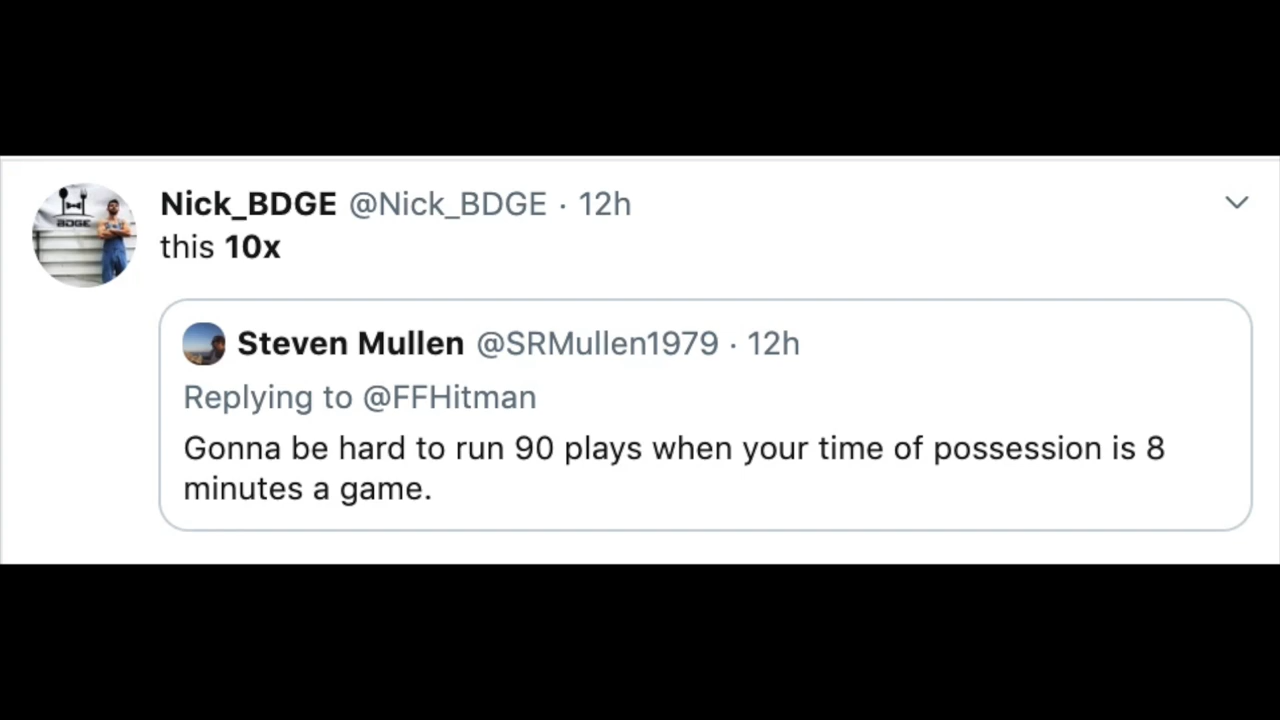 Nick_BDGE @Nick_BDGE · 12h
this 10x
BDGE
Steven Mullen @SRMullen1979 · 12h
Replying to @FFHitman
Gonna be hard to run 90 plays when your time of possession is 8
minutes a game.